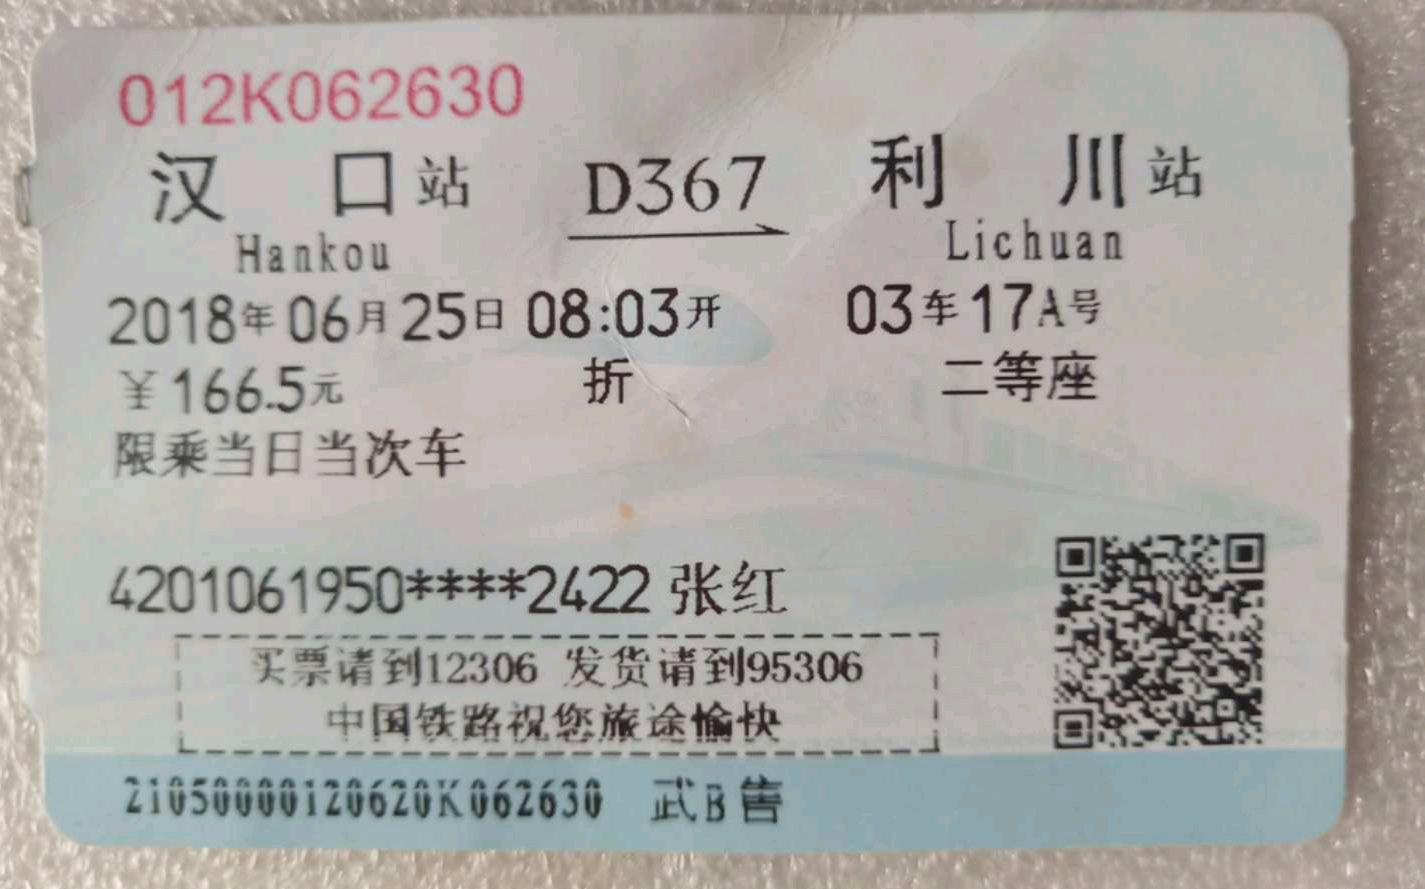 012K062630
汉口站 D367 利川站
Hankou Lichuan
2018年06月25日 08:03开 03车17A号
¥166.5元 折 二等座
限乘当日当次车
4201061950****2422 张红
买票请到12306 发货请到95306
中国铁路祝您旅途愉快
21050000120620K062630 武B售